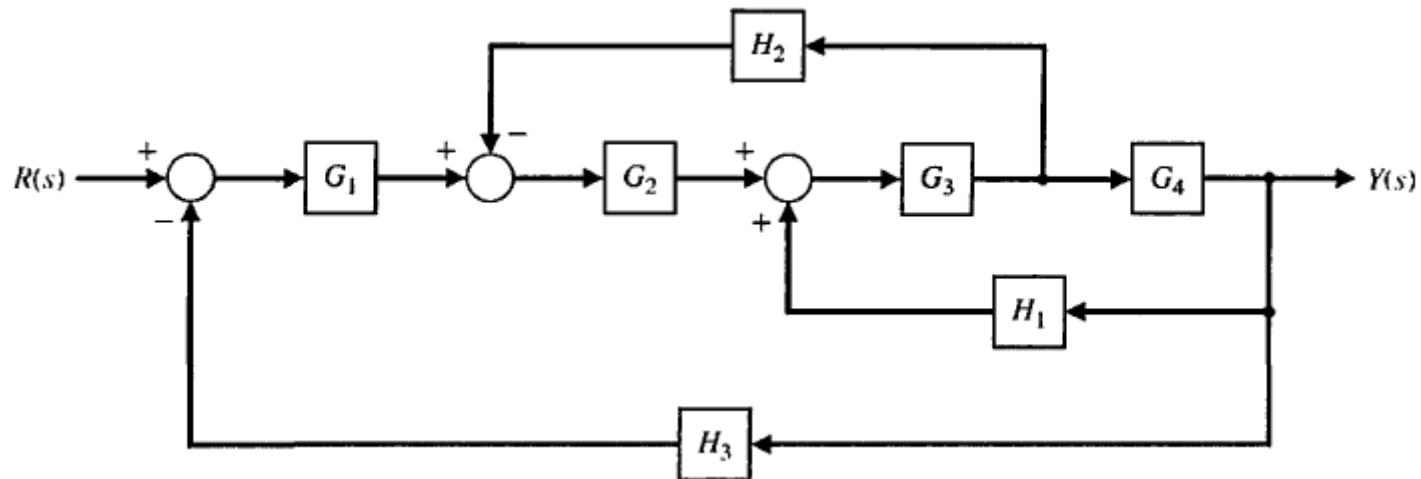 H₂
+
−
+
+
R(s)
G₁
G₂
G₃
G₄
Y(s)
−
+
H₁
H₃